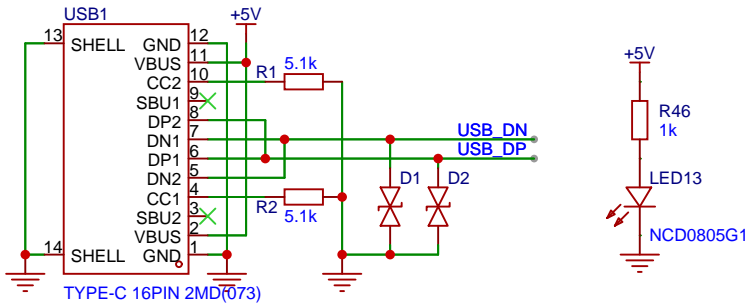 USB1
+5V
13 SHELL GND 12
VBUS 11
CC2 10 R1 5.1k
SBU1 9
DP2 8
DN1 7 USB_DN
DP1 6 USB_DP
DN2 5
CC1 4 R2 5.1k
SBU2 3
VBUS 2
14 SHELL GND 1
TYPE-C 16PIN 2MD(073)
D1 D2
+5V
R46
1k
LED13
NCD0805G1